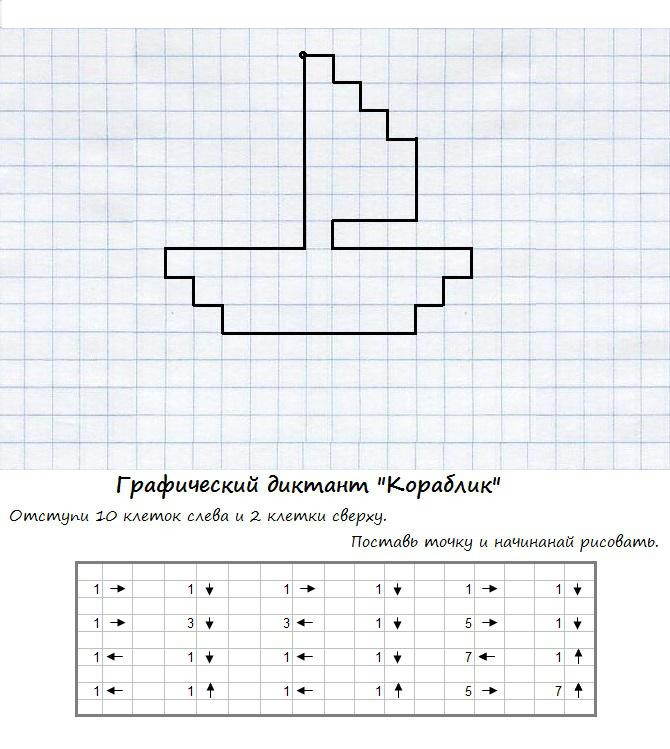 Графический диктант "Кораблик"
Отступи 10 клеток слева и 2 клетки сверху.
Поставь точку и начинанай рисовать.
1 → 1 ↓ 1 → 1 ↓ 1 → 1 ↓
1 → 3 ↓ 3 ← 1 ↓ 5 → 1 ↓
1 ← 1 ↓ 1 ← 1 ↓ 7 ← 1 ↑
1 ← 1 ↑ 1 ← 1 ↑ 5 → 7 ↑